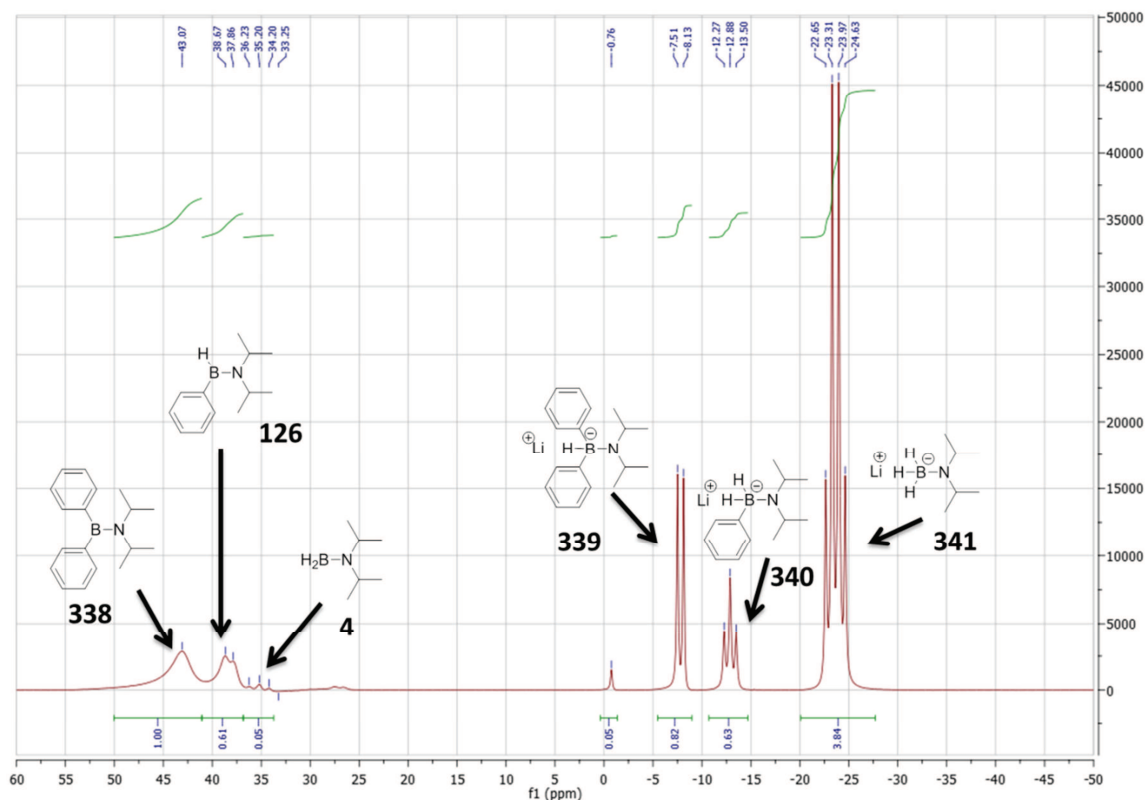 43.07
38.67
37.86
36.23
35.20
34.20
33.25
-0.76
-7.51
-8.13
-12.27
-12.88
-13.50
-22.65
-23.31
-23.97
-24.63
50000
45000
40000
35000
30000
25000
20000
15000
10000
5000
0
H
B
N
126
B
N
338
H₂B
N
4
⊕
Li
H
B
⊖
N
339
⊕
Li
H
H
B
⊖
N
340
⊕
Li
H
H
B
⊖
N
H
341
1.00
0.61
0.05
0.05
0.82
0.63
3.84
60 55 50 45 40 35 30 25 20 15 10 5 0 -5 -10 -15 -20 -25 -30 -35 -40 -45 -50
f1 (ppm)